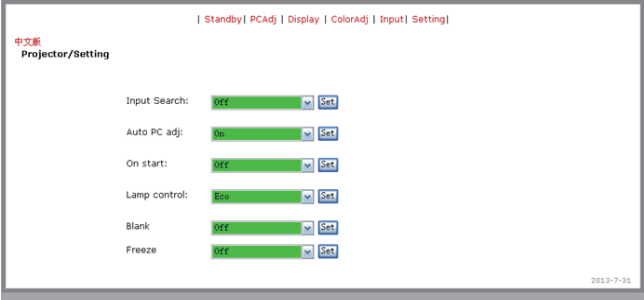 | Standby| PCAdj | Display | ColorAdj | Input| Setting|
中文版
Projector/Setting
Input Search: Off Set
Auto PC adj: On Set
On start: Off Set
Lamp control: Eco Set
Blank Off Set
Freeze Off Set
2013-7-31